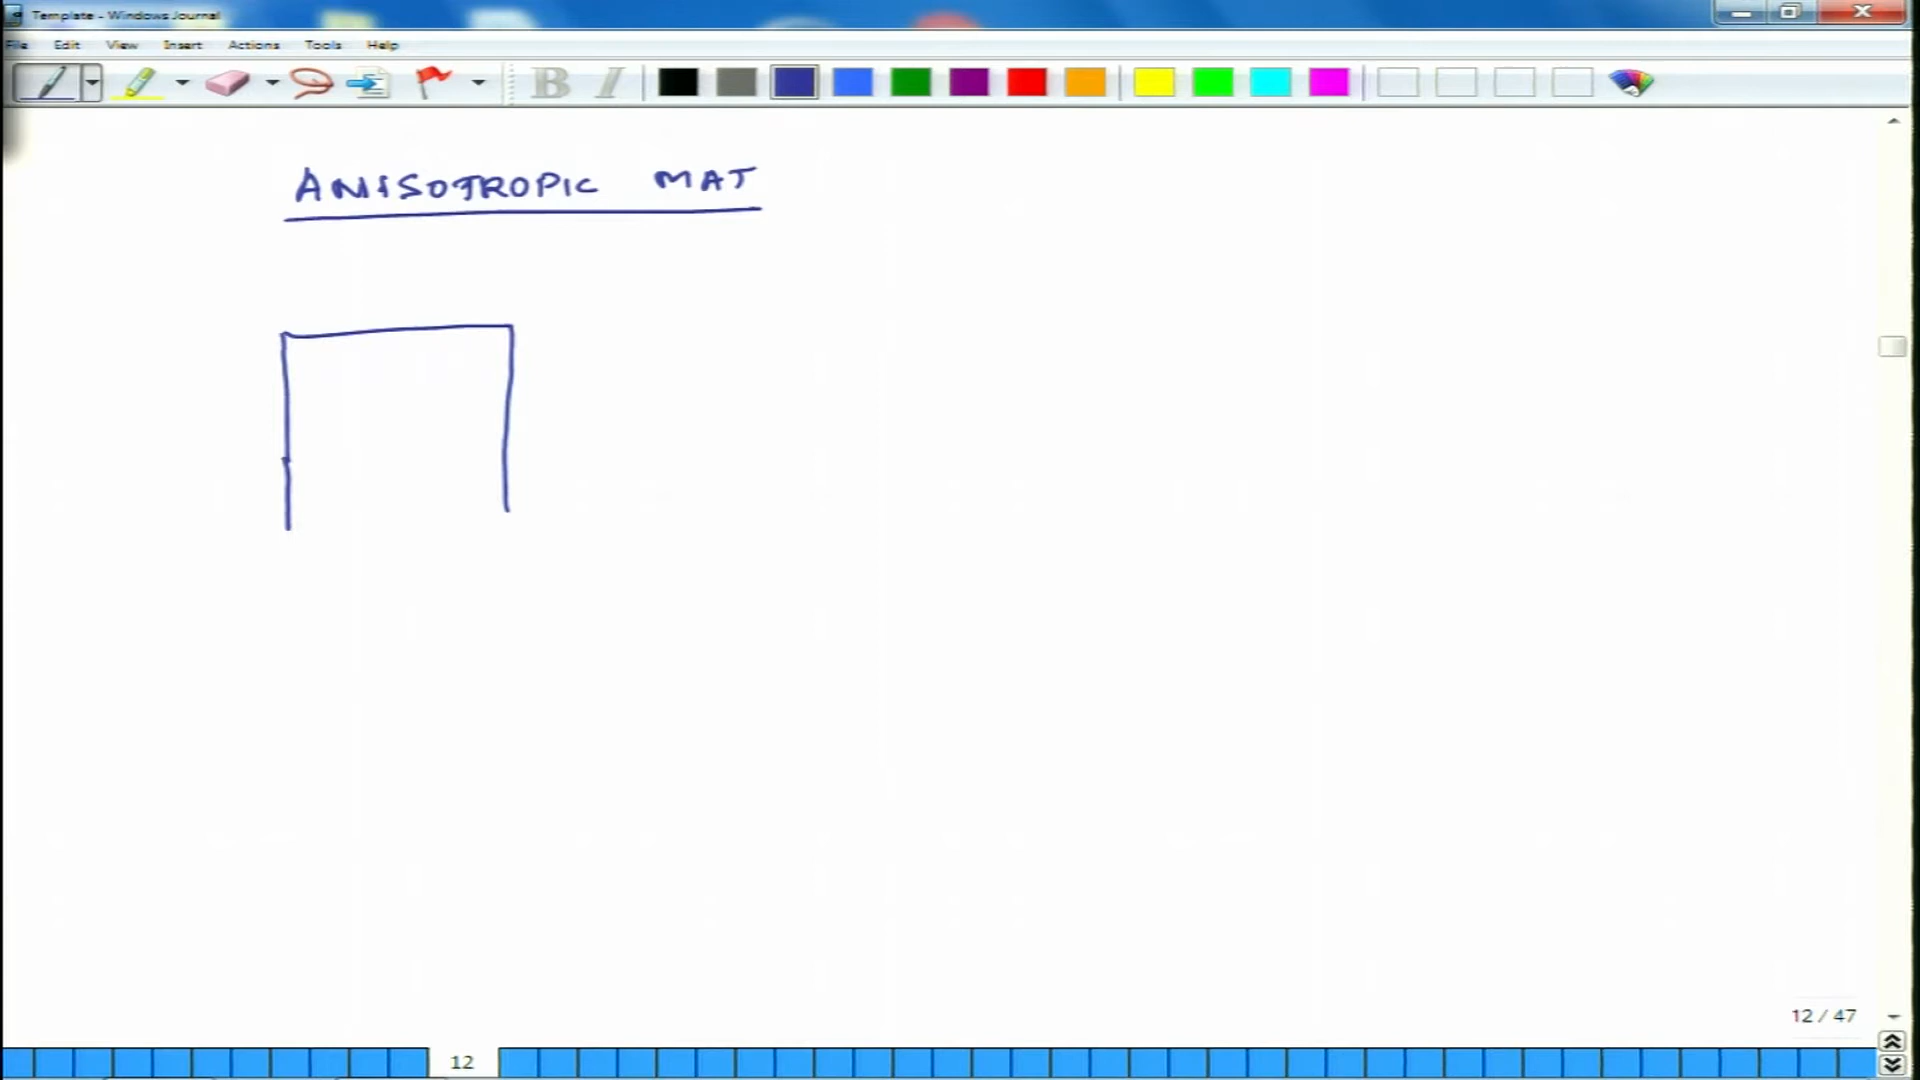 Template - Windows Journal
File Edit View Insert Actions Tools Help
B I
ANISOTROPIC MAT
12 / 47
12